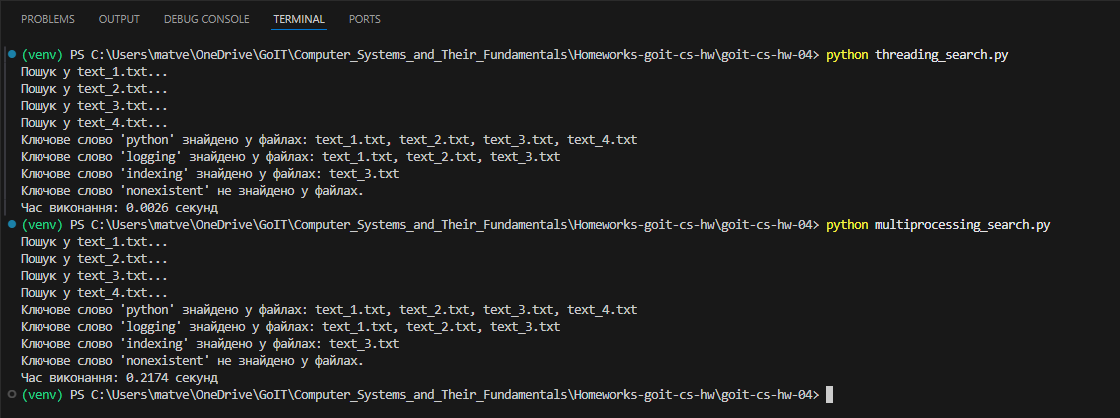 PROBLEMS OUTPUT DEBUG CONSOLE TERMINAL PORTS
(venv) PS C:\Users\matve\OneDrive\GoIT\Computer_Systems_and_Their_Fundamentals\Homeworks-goit-cs-hw\goit-cs-hw-04> python threading_search.py
Пошук у text_1.txt...
Пошук у text_2.txt...
Пошук у text_3.txt...
Пошук у text_4.txt...
Ключове слово 'python' знайдено у файлах: text_1.txt, text_2.txt, text_3.txt, text_4.txt
Ключове слово 'logging' знайдено у файлах: text_1.txt, text_2.txt, text_3.txt
Ключове слово 'indexing' знайдено у файлах: text_3.txt
Ключове слово 'nonexistent' не знайдено у файлах.
Час виконання: 0.0026 секунд
(venv) PS C:\Users\matve\OneDrive\GoIT\Computer_Systems_and_Their_Fundamentals\Homeworks-goit-cs-hw\goit-cs-hw-04> python multiprocessing_search.py
Пошук у text_1.txt...
Пошук у text_2.txt...
Пошук у text_3.txt...
Пошук у text_4.txt...
Ключове слово 'python' знайдено у файлах: text_1.txt, text_2.txt, text_3.txt, text_4.txt
Ключове слово 'logging' знайдено у файлах: text_1.txt, text_2.txt, text_3.txt
Ключове слово 'indexing' знайдено у файлах: text_3.txt
Ключове слово 'nonexistent' не знайдено у файлах.
Час виконання: 0.2174 секунд
(venv) PS C:\Users\matve\OneDrive\GoIT\Computer_Systems_and_Their_Fundamentals\Homeworks-goit-cs-hw\goit-cs-hw-04>